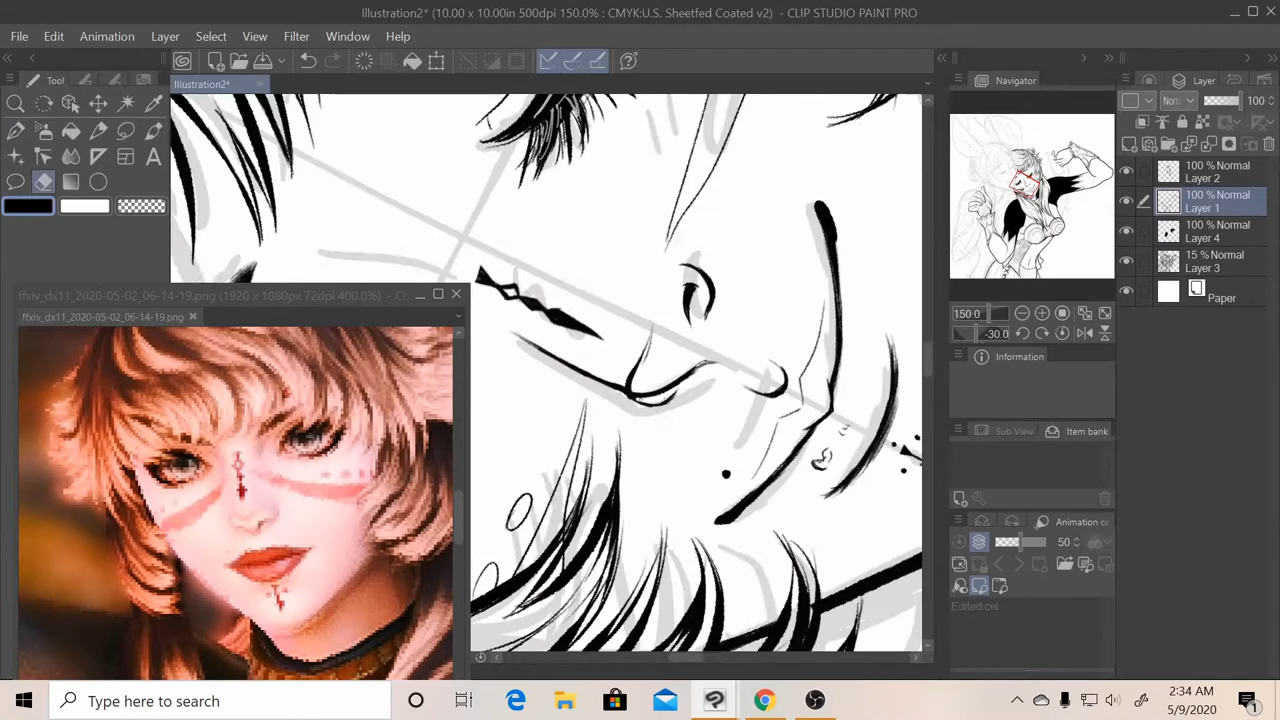 Illustration2* (10.00 x 10.00in 500dpi 150.0% : CMYK:U.S. Sheetfed Coated v2) - CLIP STUDIO PAINT PRO
File Edit Animation Layer Select View Filter Window Help
Tool
Illustration2*
Navigator
Layer
Nom
100
100 % Normal
Layer 2
100 % Normal
Layer 1
100 % Normal
Layer 4
15 % Normal
Layer 3
Paper
150.0
-30.0
Information
Sub View
Item bank
Animation ce
50
Edited cel
ffxiv_dx11_2020-05-02_06-14-19.png (1920 x 1080px 72dpi 400.0%) - C
ffxiv_dx11_2020-05-02_06-14-19.png
Type here to search
2:34 AM
5/9/2020
1